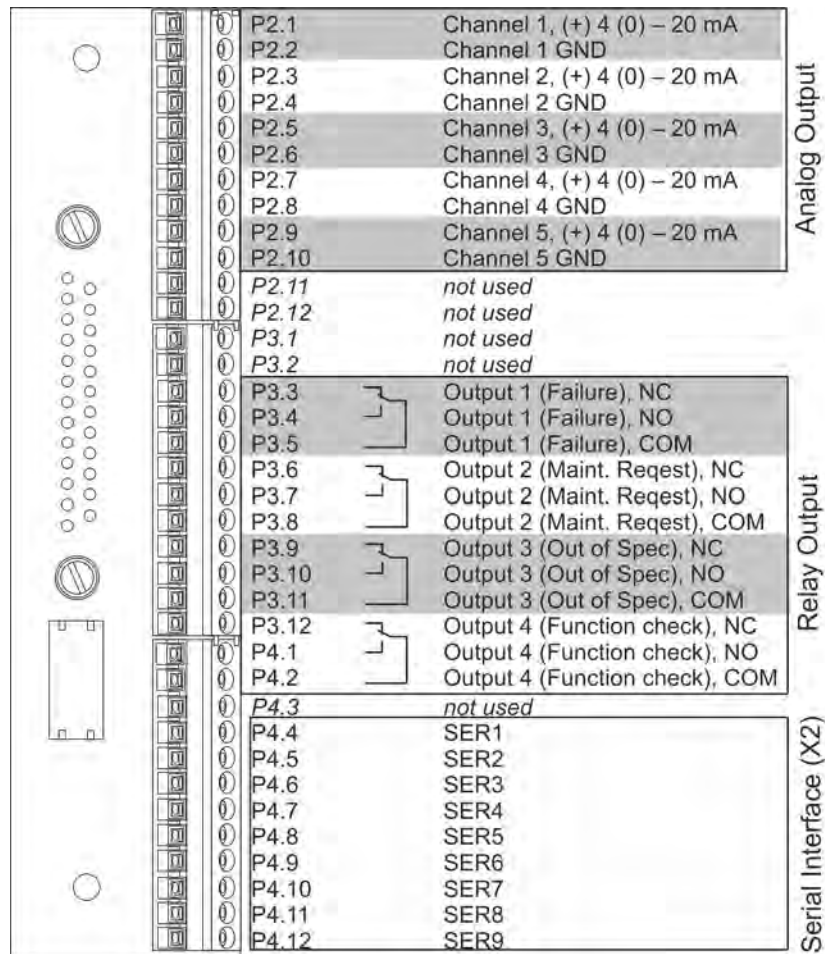 P2.1 Channel 1, (+) 4 (0) – 20 mA
P2.2 Channel 1 GND
P2.3 Channel 2, (+) 4 (0) – 20 mA
P2.4 Channel 2 GND
P2.5 Channel 3, (+) 4 (0) – 20 mA
P2.6 Channel 3 GND
P2.7 Channel 4, (+) 4 (0) – 20 mA
P2.8 Channel 4 GND
P2.9 Channel 5, (+) 4 (0) – 20 mA
P2.10 Channel 5 GND
Analog Output
P2.11 not used
P2.12 not used
P3.1 not used
P3.2 not used
P3.3 Output 1 (Failure), NC
P3.4 Output 1 (Failure), NO
P3.5 Output 1 (Failure), COM
P3.6 Output 2 (Maint. Reqest), NC
P3.7 Output 2 (Maint. Reqest), NO
P3.8 Output 2 (Maint. Reqest), COM
P3.9 Output 3 (Out of Spec), NC
P3.10 Output 3 (Out of Spec), NO
P3.11 Output 3 (Out of Spec), COM
P3.12 Output 4 (Function check), NC
P4.1 Output 4 (Function check), NO
P4.2 Output 4 (Function check), COM
Relay Output
P4.3 not used
P4.4 SER1
P4.5 SER2
P4.6 SER3
P4.7 SER4
P4.8 SER5
P4.9 SER6
P4.10 SER7
P4.11 SER8
P4.12 SER9
Serial Interface (X2)